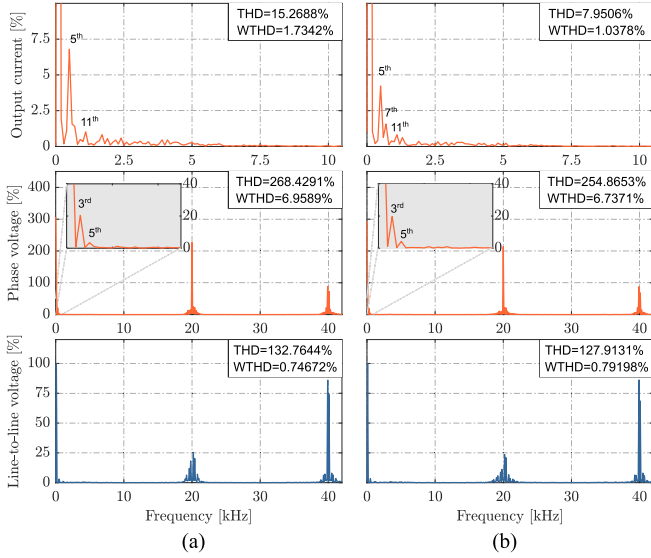 THD=15.2688%
WTHD=1.7342%
Output current [%]
7.5
5
2.5
0
5th
11th
0 2.5 5 7.5 10
THD=7.9506%
WTHD=1.0378%
5th
7th
11th
0 2.5 5 7.5 10
THD=268.4291%
WTHD=6.9589%
Phase voltage [%]
400
300
200
100
0
40
20
0
3rd
5th
0 10 20 30 40
THD=254.8653%
WTHD=6.7371%
40
20
0
3rd
5th
0 10 20 30 40
THD=132.7644%
WTHD=0.74672%
Line-to-line voltage [%]
100
75
50
25
0
0 10 20 30 40
Frequency [kHz]
(a)
THD=127.9131%
WTHD=0.79198%
0 10 20 30 40
Frequency [kHz]
(b)